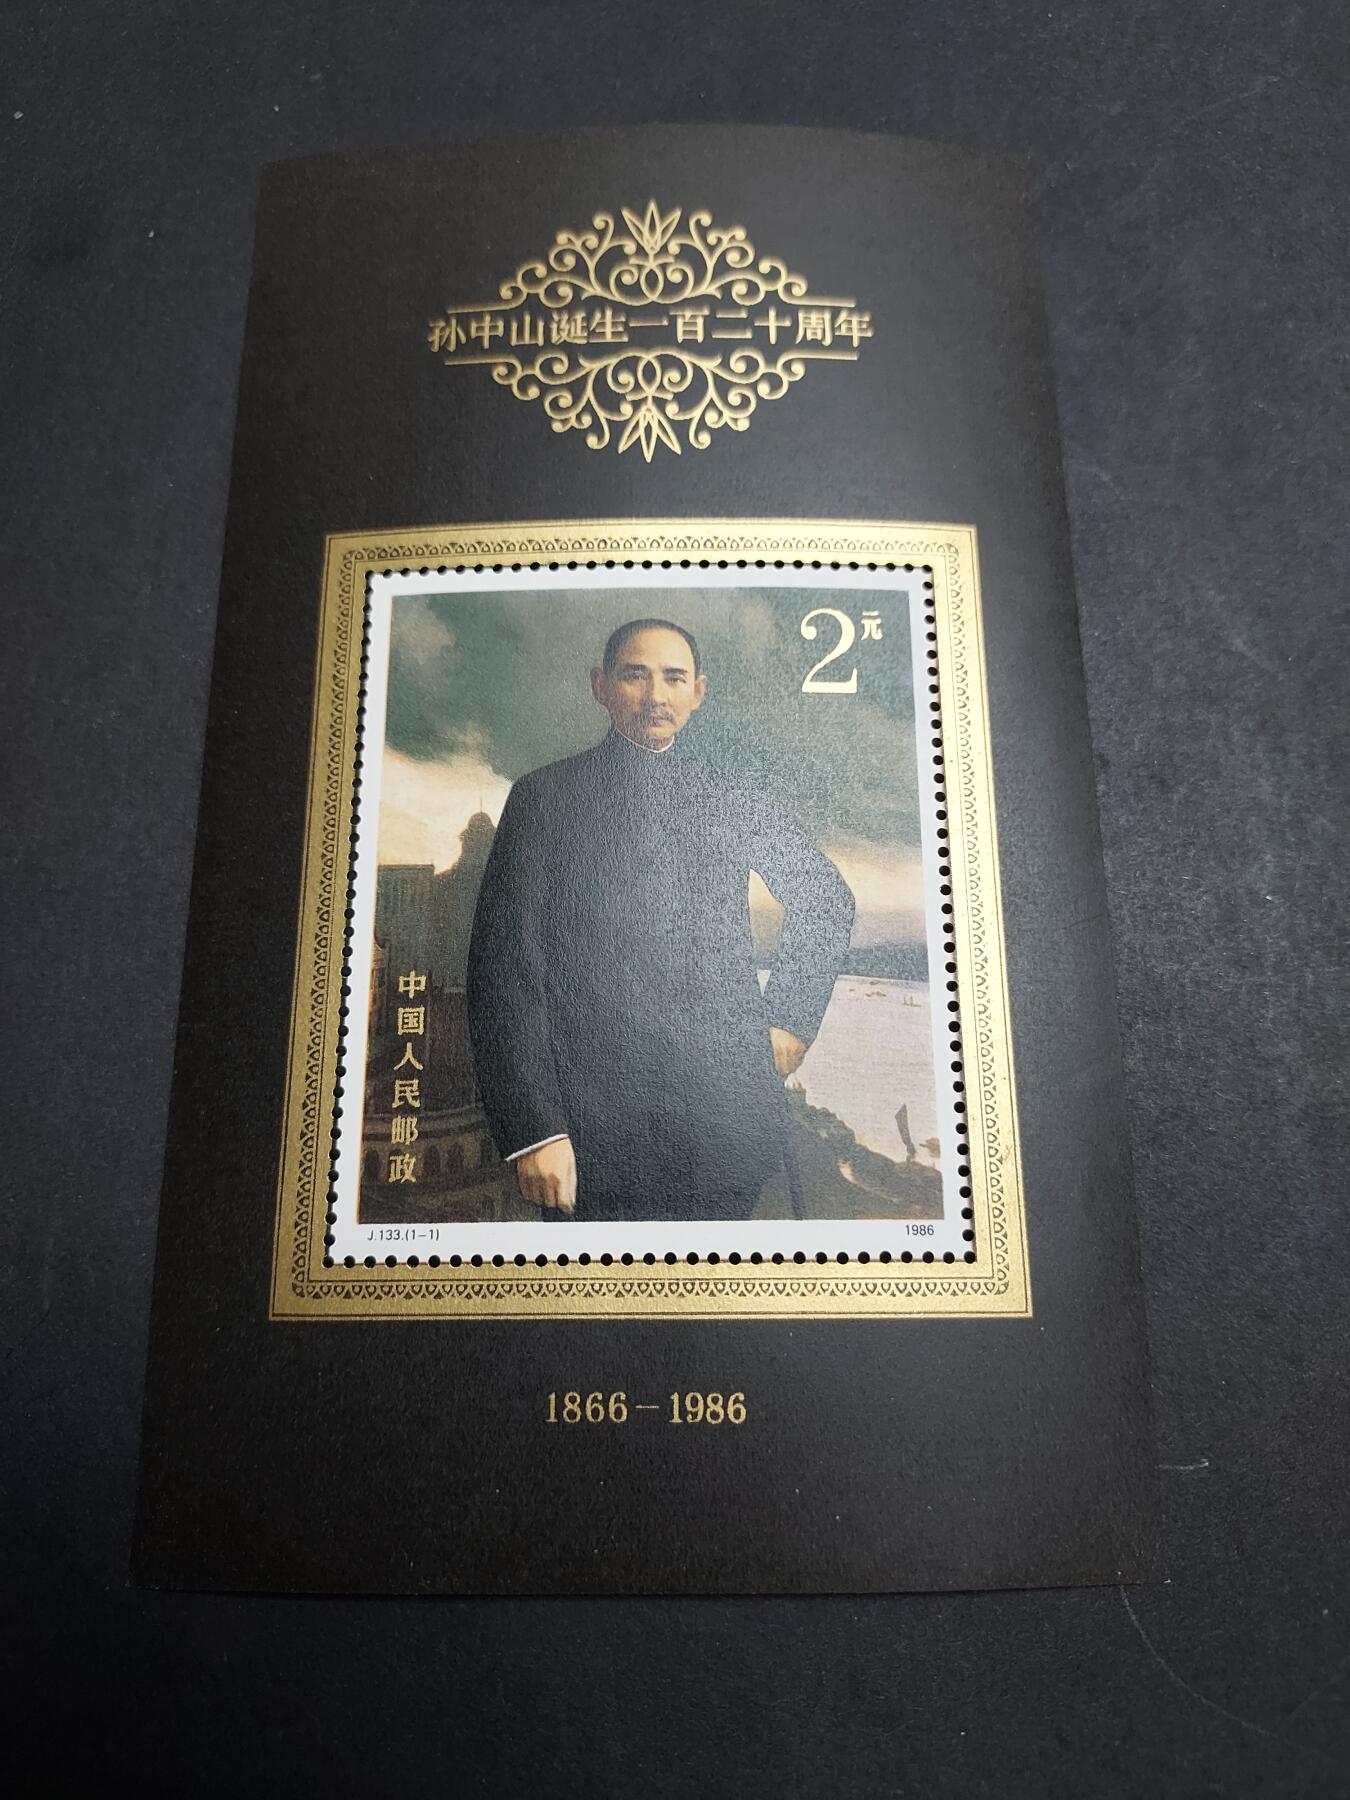 孙中山诞生一百二十周年
2元
中国人民邮政
J.133.(1-1)
1986
1866-1986